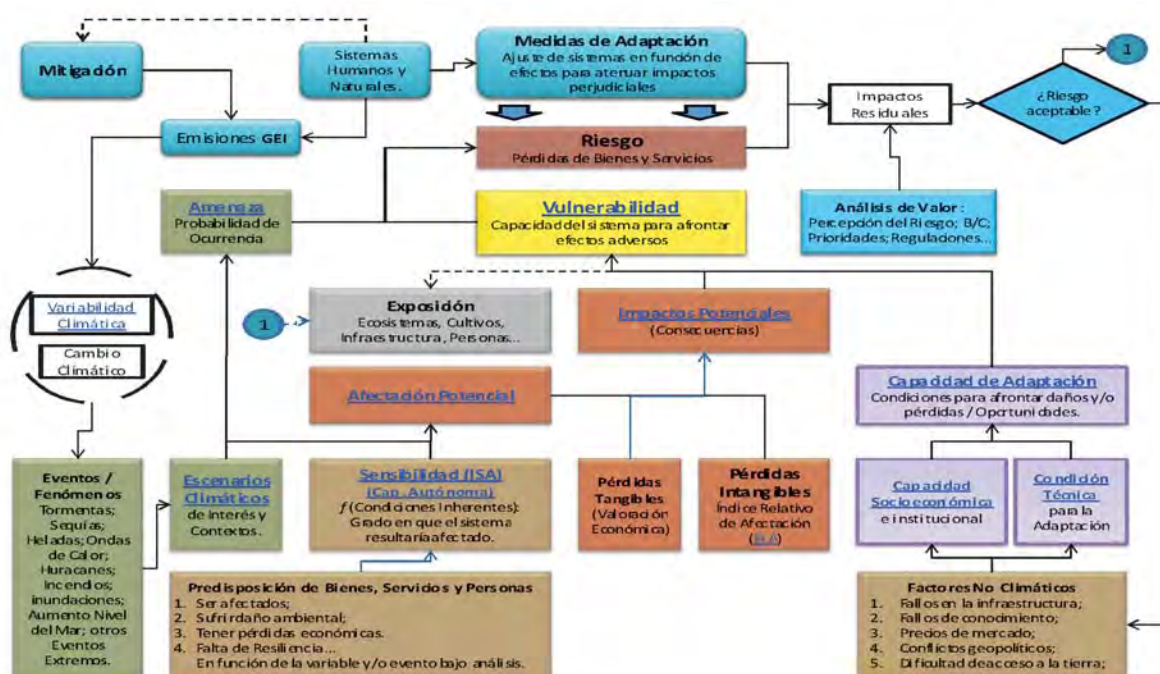 Mitigación
Sistemas
Humanos y
Naturales.
Medidas de Adaptación
Ajuste de sistemas en función de
efectos para atenuar impactos
perjudiciales
1
¿Riesgo
aceptable?
Impactos
Residuales
Emisiones GEI
Riesgo
Pérdidas de Bienes y Servicios
Amenaza
Probabilidad de
Ocurrencia
Vulnerabilidad
Capacidad del sistema para afrontar
efectos adversos
Análisis de Valor:
Percepción del Riesgo; B/C;
Prioridades; Regulaciones...
Variabilidad
Climática
Cambio
Climático
1
Exposición
Ecosistemas, Cultivos,
Infraestructura, Personas...
Impactos Potenciales
(Consecuencias)
Afectación Potencial
Capacidad de Adaptación
Condiciones para afrontar daños y/o
pérdidas / Oportunidades.
Eventos /
Fenómenos
Tormentas;
Sequías;
Heladas; Ondas
de Calor;
Huracanes;
Incendios;
inundaciones;
Aumento Nivel
del Mar; otros
Eventos
Extremos.
Escenarios
Climáticos
de Interés y
Contextos.
Sensibilidad (ISA)
(Cap. Autónoma)
f (Condiciones Inherentes):
Grado en que el sistema
resultaría afectado.
Pérdidas
Tangibles
(Valoración
Económica)
Pérdidas
Intangibles
Índice Relativo
de Afectación
Capacidad
Socioeconómica
e institucional
Condición
Técnica
para la
Adaptación
Predisposición de Bienes, Servicios y Personas
1. Ser afectados;
2. Sufrir daño ambiental;
3. Tener pérdidas económicas.
4. Falta de Resiliencia...
En función de la variable y/o evento bajo análisis.
Factores No Climáticos
1. Fallos en la infraestructura;
2. Fallos de conocimiento;
3. Precios de mercado;
4. Conflictos geopolíticos;
5. Dificultad de acceso a la tierra;